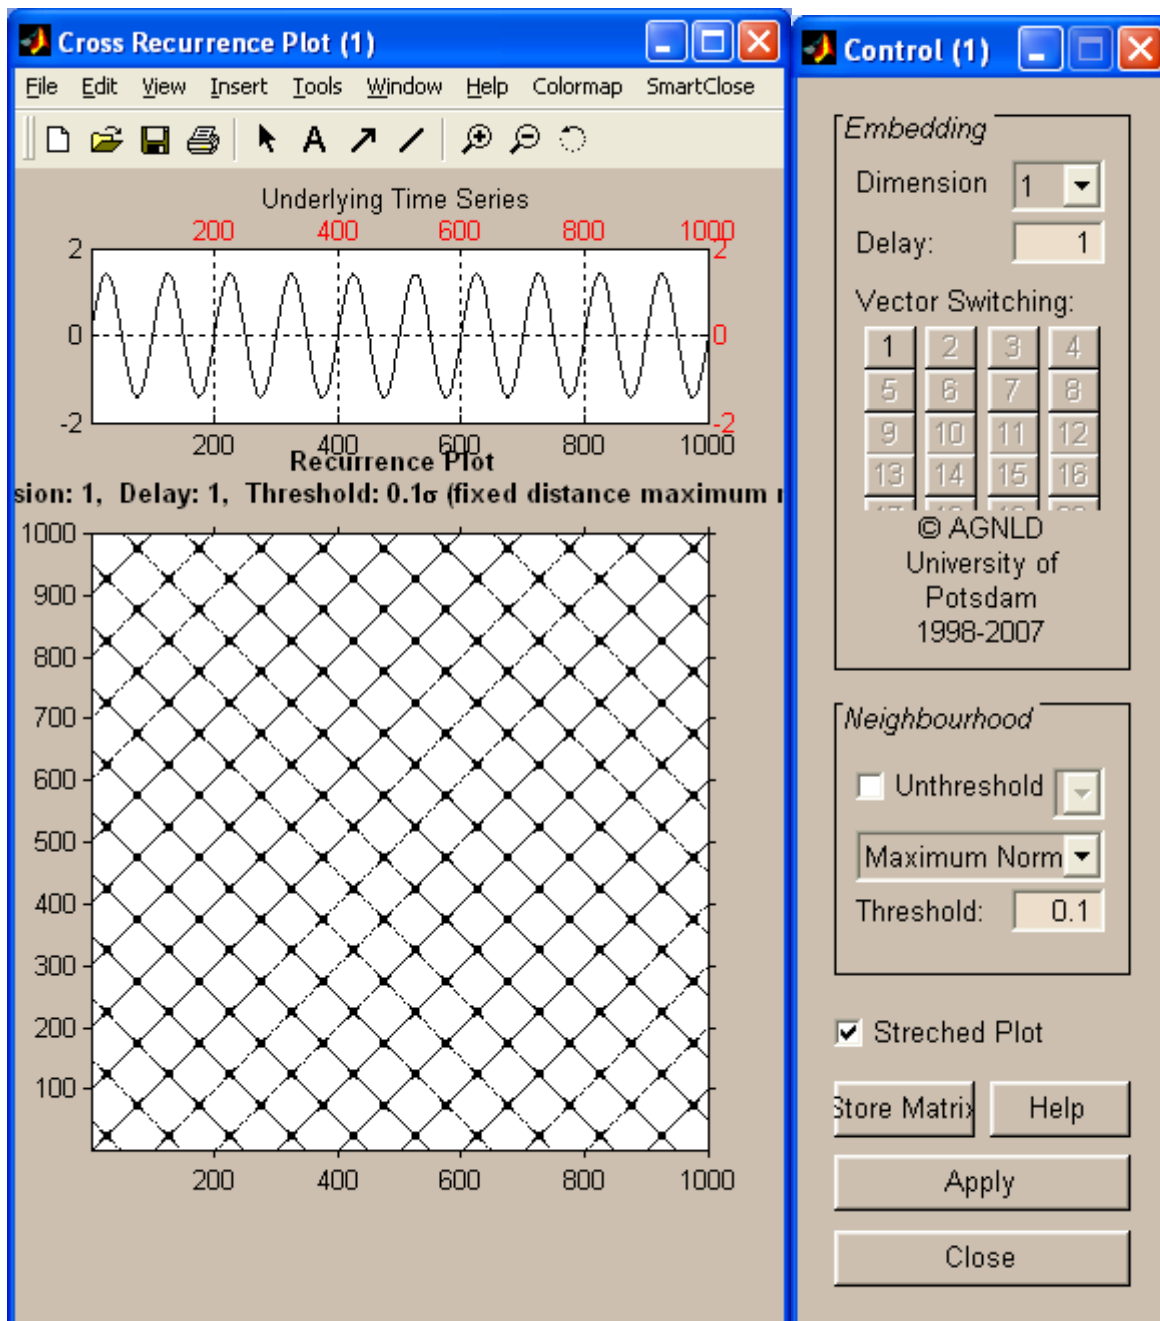 Cross Recurrence Plot (1)
File Edit View Insert Tools Window Help Colormap SmartClose
A
Underlying Time Series
200 400 600 800 1000
2 2
0 0
-2 -2
200 400 600 800 1000
Recurrence Plot
sion: 1, Delay: 1, Threshold: 0.1σ (fixed distance maximum
1000
900
800
700
600
500
400
300
200
100
200 400 600 800 1000
Control (1)
Embedding
Dimension 1
Delay: 1
Vector Switching:
1 2 3 4
5 6 7 8
9 10 11 12
13 14 15 16
© AGNLD
University of
Potsdam
1998-2007
Neighbourhood
Unthreshold
Maximum Norm
Threshold: 0.1
Streched Plot
Store Matrix Help
Apply
Close